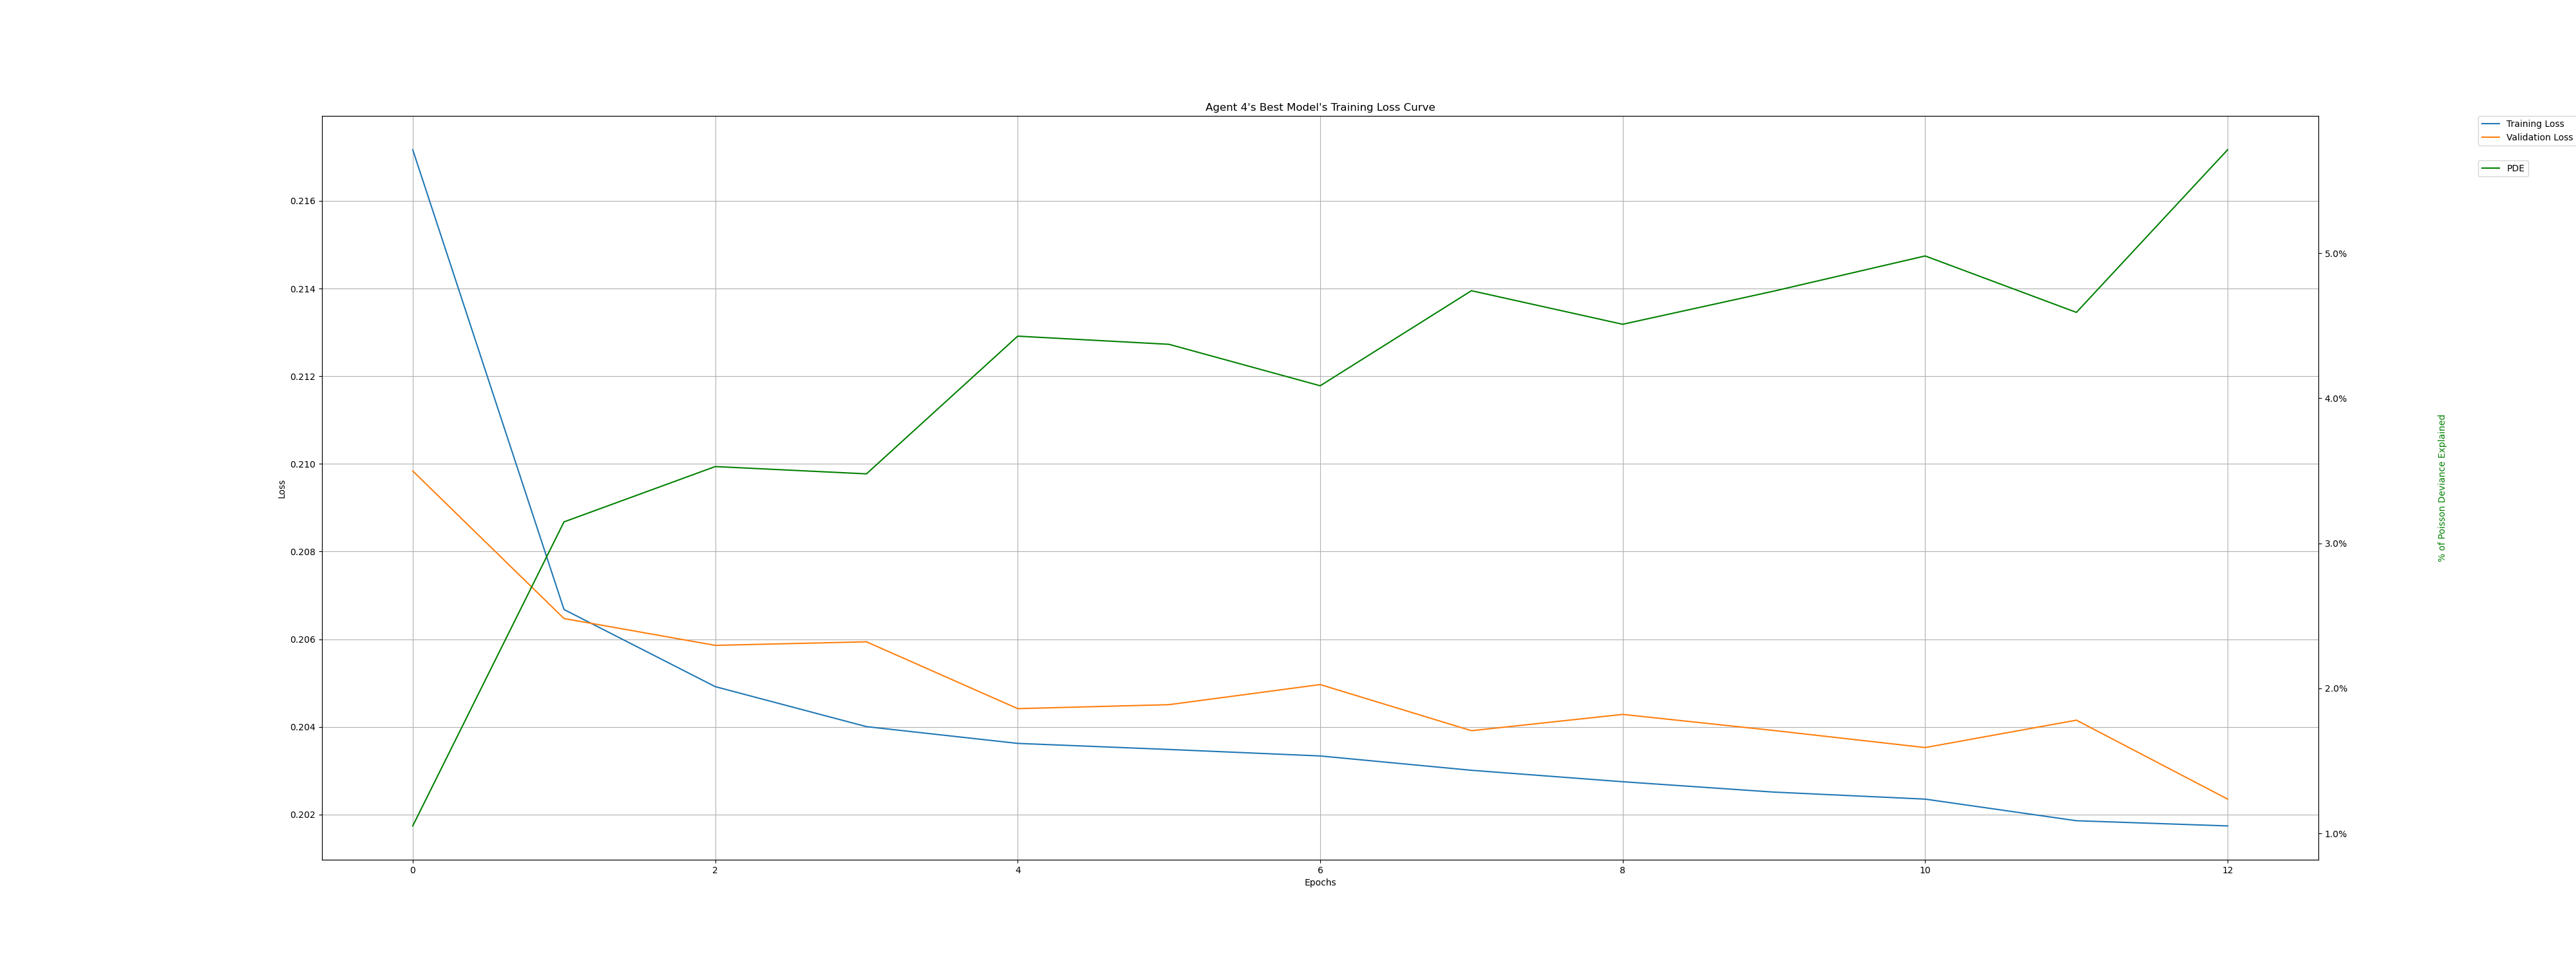 Agent 4's Best Model's Training Loss Curve
Training Loss
Validation Loss
PDE
0.216
0.214
0.212
0.210
0.208
0.206
0.204
0.202
Loss
5.0%
4.0%
3.0%
2.0%
1.0%
% of Poisson Deviance Explained
0 2 4 6 8 10 12
Epochs